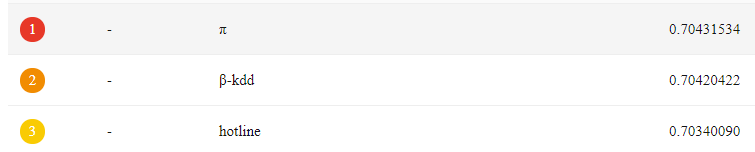 1 - π 0.70431534
2 - β-kdd 0.70420422
3 - hotline 0.70340090